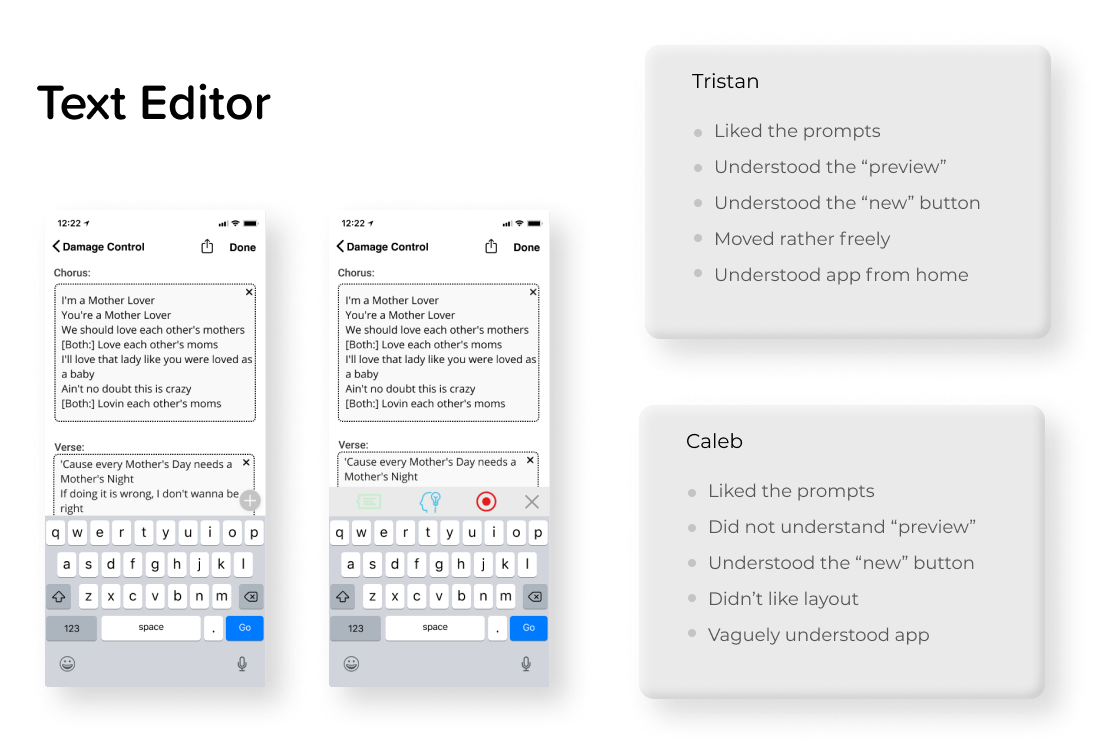 Text Editor
12:22
Damage Control
Done
Chorus:
I'm a Mother Lover
You're a Mother Lover
We should love each other's mothers
[Both:] Love each other's moms
I'll love that lady like you were loved as
a baby
Ain't no doubt this is crazy
[Both:] Lovin each other's moms
Verse:
'Cause every Mother's Day needs a
Mother's Night
If doing it is wrong, I don't wanna be
right
q w e r t y u i o p
a s d f g h j k l
z x c v b n m
123 space . Go
12:22
Damage Control
Done
Chorus:
I'm a Mother Lover
You're a Mother Lover
We should love each other's mothers
[Both:] Love each other's moms
I'll love that lady like you were loved as
a baby
Ain't no doubt this is crazy
[Both:] Lovin each other's moms
Verse:
'Cause every Mother's Day needs a
Mother's Night
q w e r t y u i o p
a s d f g h j k l
z x c v b n m
123 space . Go
Tristan
Liked the prompts
Understood the “preview”
Understood the “new” button
Moved rather freely
Understood app from home
Caleb
Liked the prompts
Did not understand “preview”
Understood the “new” button
Didn’t like layout
Vaguely understood app